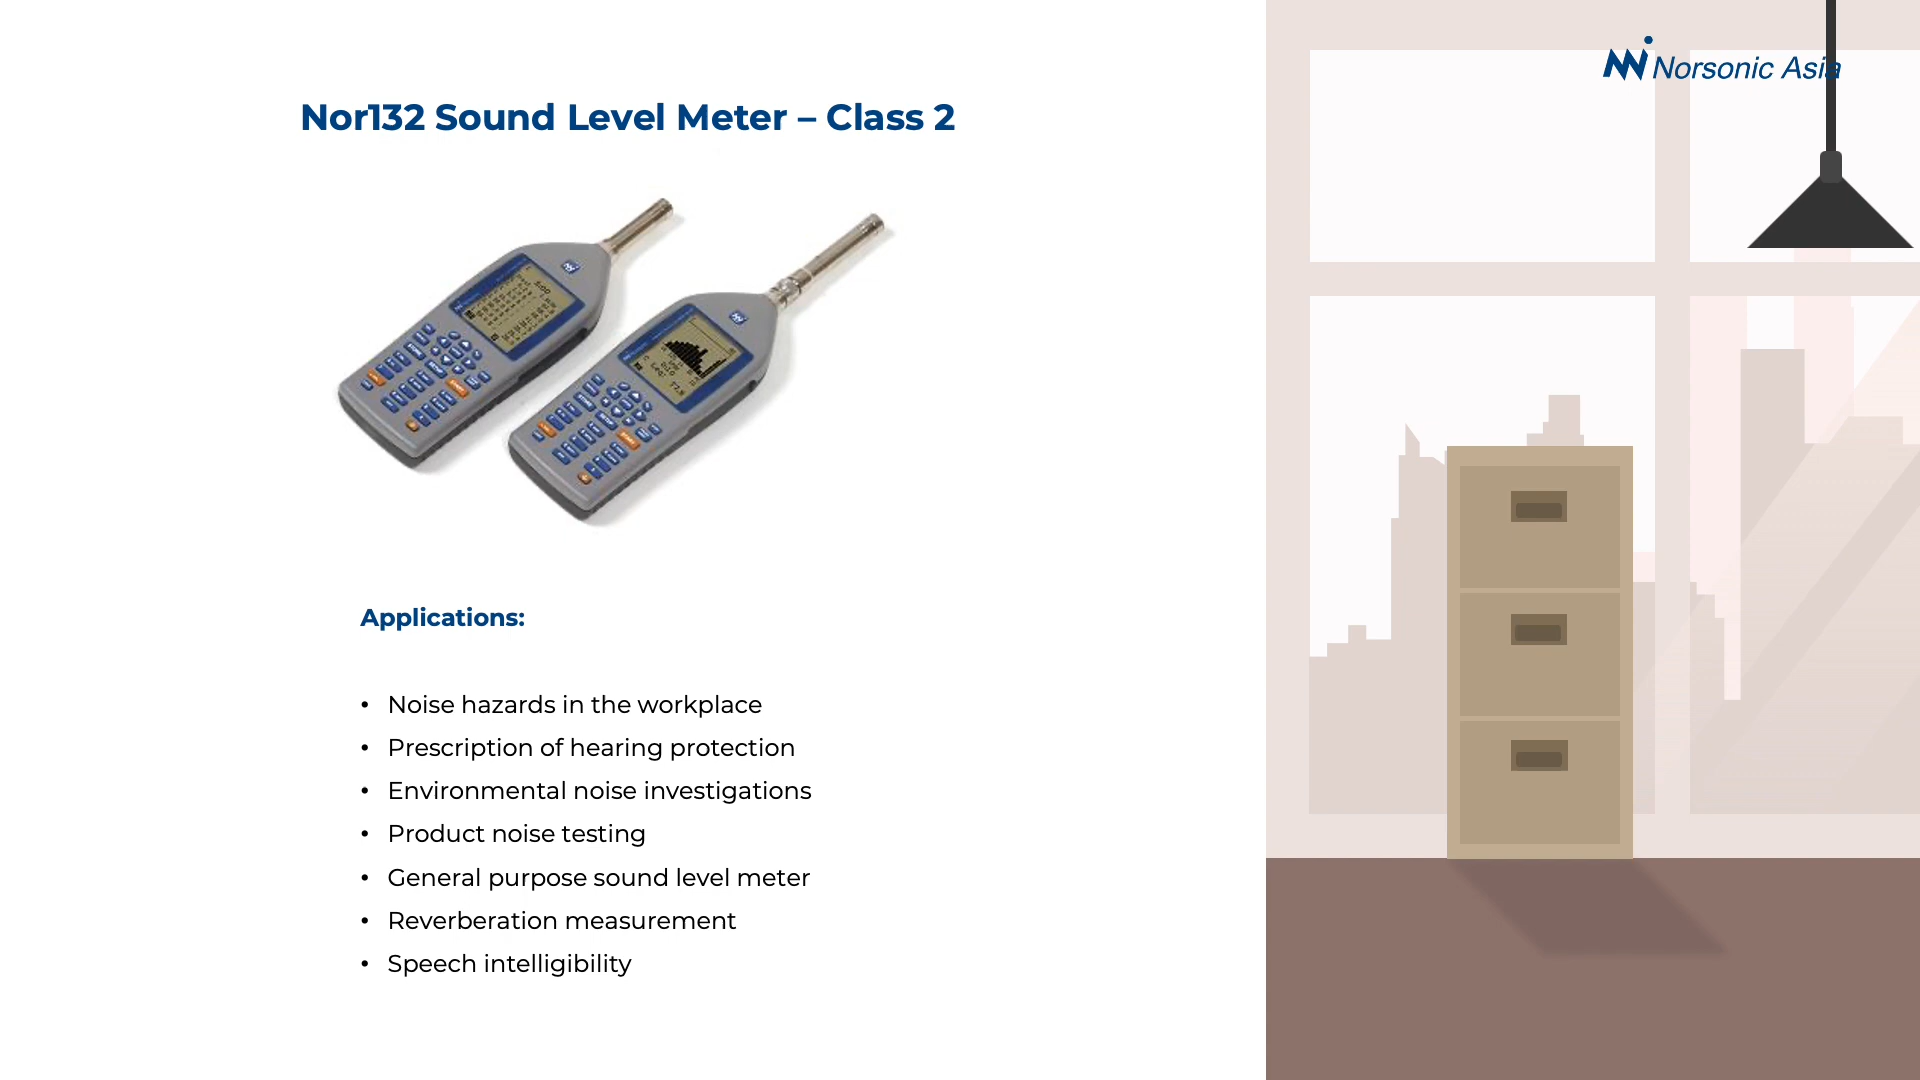 Norsonic Asia
Nor132 Sound Level Meter – Class 2
Applications:
• Noise hazards in the workplace
• Prescription of hearing protection
• Environmental noise investigations
• Product noise testing
• General purpose sound level meter
• Reverberation measurement
• Speech intelligibility